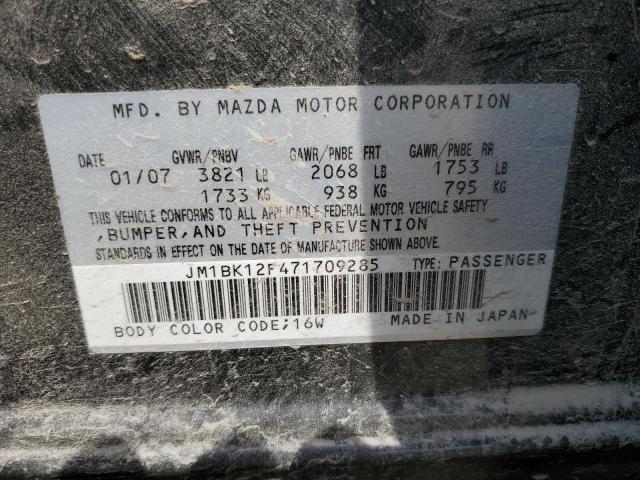 MFD. BY MAZDA MOTOR CORPORATION
DATE GVWR/PNBV GAWR/PNBE FRT GAWR/PNBE RR
01/07 3821 LB 2068 LB 1753 LB
1733 KG 938 KG 795 KG
THIS VEHICLE CONFORMS TO ALL APPLICABLE FEDERAL MOTOR VEHICLE SAFETY
,BUMPER,AND THEFT PREVENTION
STANDARDS IN EFFECT ON THE DATE OF MANUFACTURE SHOWN ABOVE.
JM1BK12F471709285 TYPE: PASSENGER
BODY COLOR CODE;16W MADE IN JAPAN